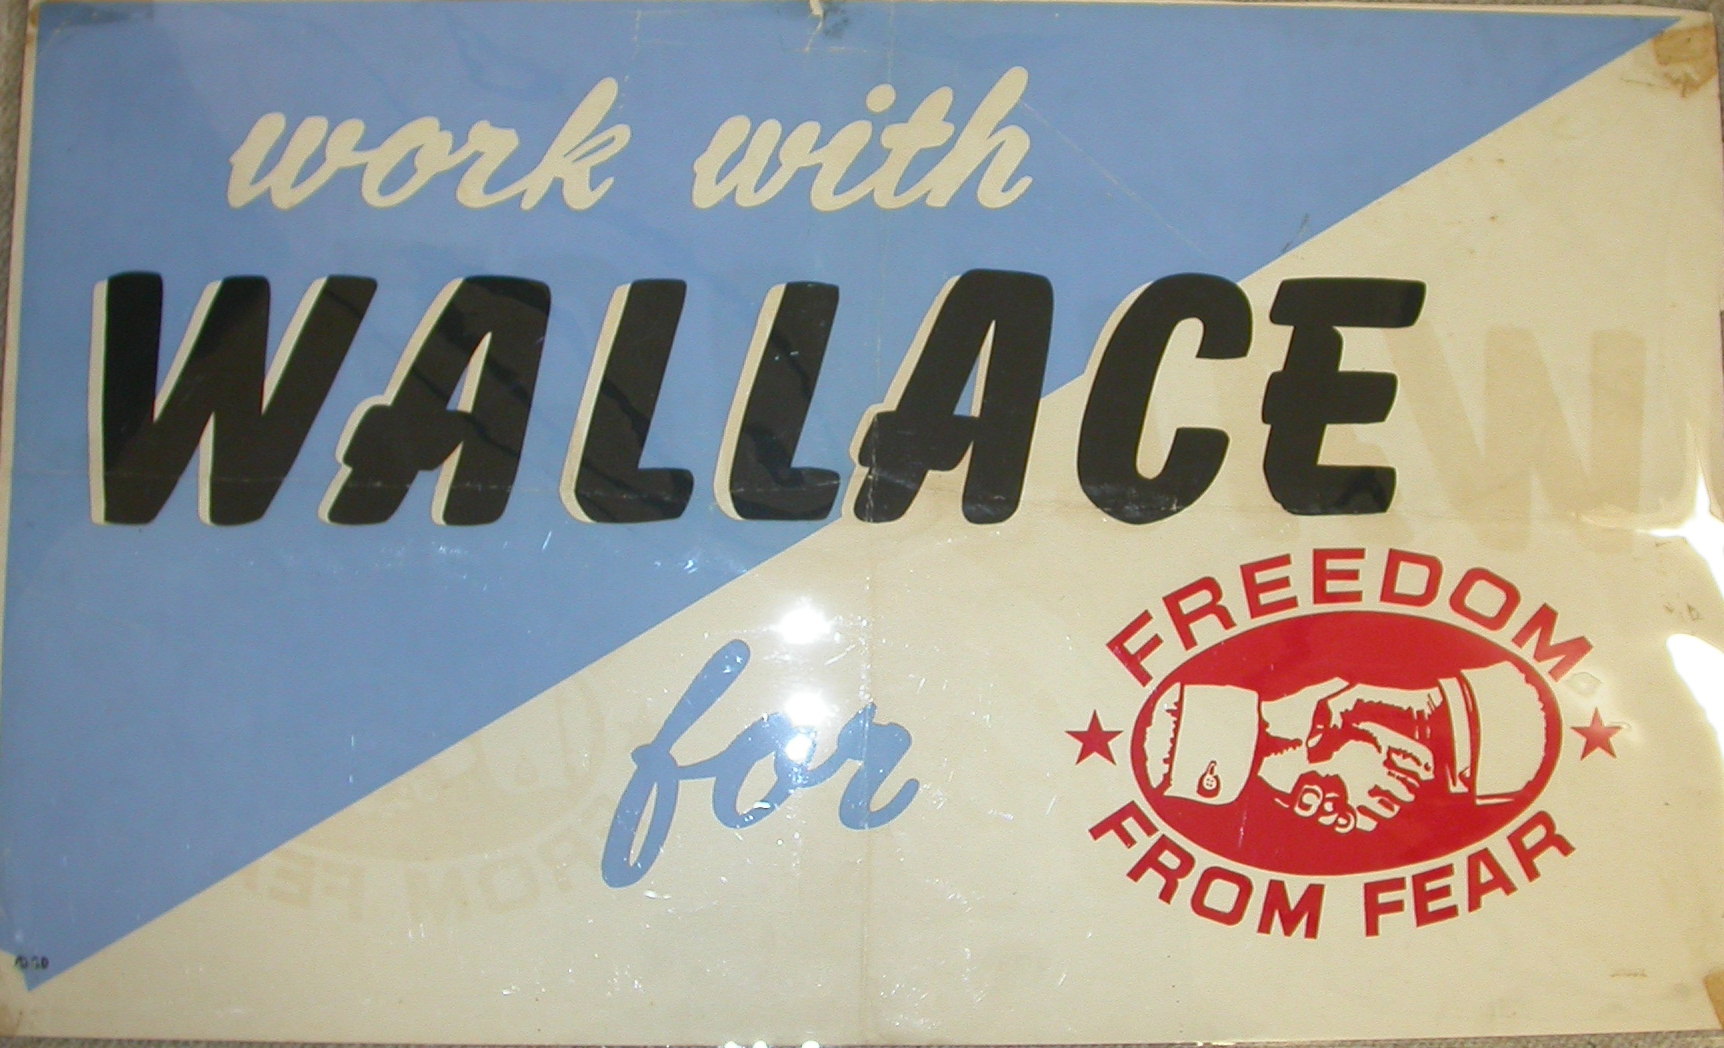 work with
WALLACE
for
FREEDOM
FROM FEAR